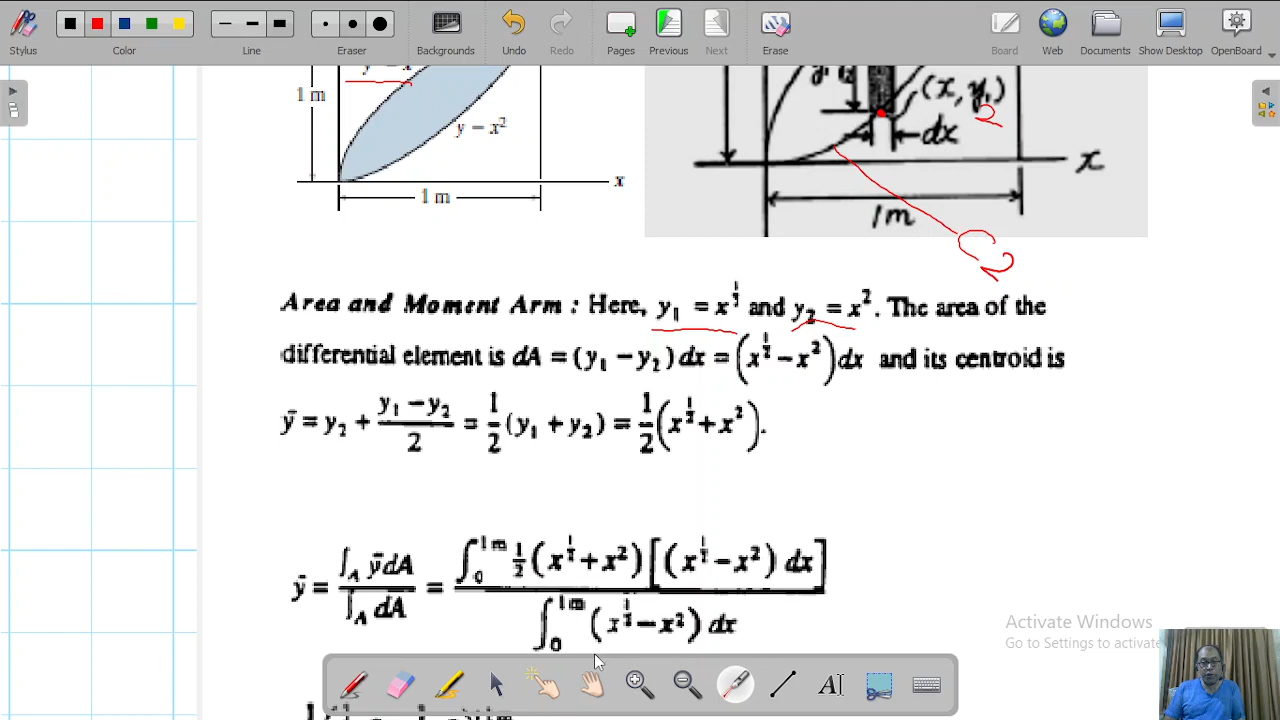 Stylus Color Line Eraser Backgrounds Undo Redo Pages Previous Next Erase Board Web Documents Show Desktop OpenBoard
1 m
y = x²
x
1 m
(x, y₁)
2
dx
x
1m
C2
Area and Moment Arm : Here, y₁ = x^½ and y₂ = x². The area of the
differential element is dA = (y₁ − y₂) dx = (x^½ − x²) dx and its centroid is
ȳ = y₂ + (y₁ − y₂)/2 = 1/2 (y₁ + y₂) = 1/2 (x^½ + x²).
ȳ = ∫_A ȳ dA / ∫_A dA = ∫₀^1m ½ (x^½ + x²) [(x^½ − x²) dx] / ∫₀^1m (x^½ − x²) dx
Activate Windows
Go to Settings to activate